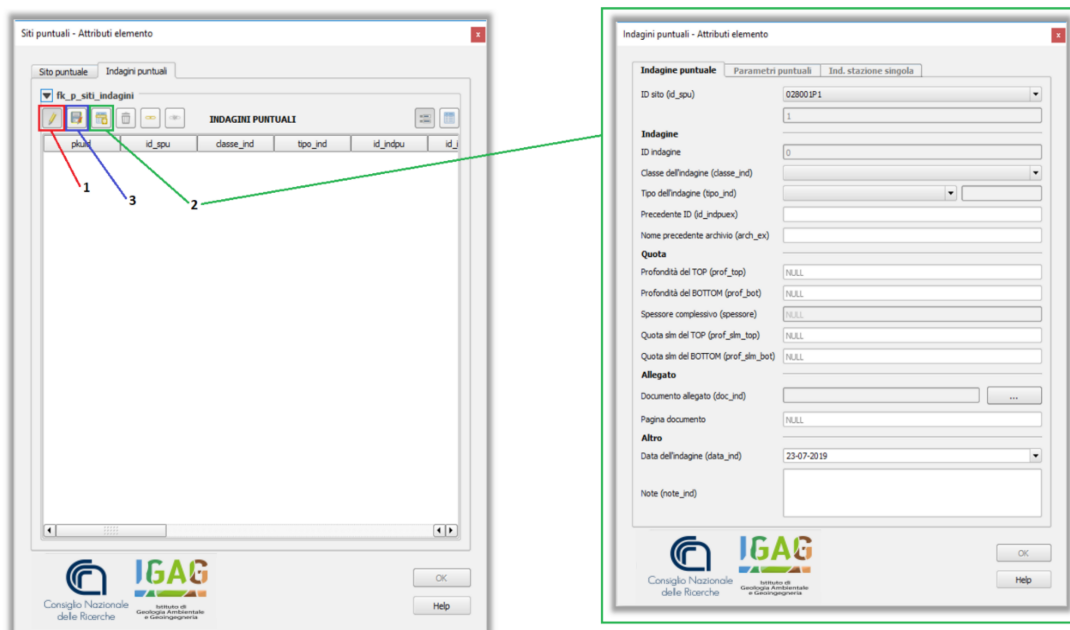 Siti puntuali - Attributi elemento
x
Sito puntuale
Indagini puntuali
fk_p_siti_indagini
INDAGINI PUNTUALI
pkuid
id_spu
classe_ind
tipo_ind
id_indpu
1
3
2
Consiglio Nazionale
delle Ricerche
IGAG
Istituto di
Geologia Ambientale
e Geoingegneria
OK
Help
Indagini puntuali - Attributi elemento
x
Indagine puntuale
Parametri puntuali
Ind. stazione singola
ID sito (id_spu)
028001P1
1
Indagine
ID indagine
0
Classe dell'indagine (classe_ind)
Tipo dell'indagine (tipo_ind)
Precedente ID (id_indpuex)
Nome precedente archivio (arch_ex)
Quota
Profondità del TOP (prof_top)
NULL
Profondità del BOTTOM (prof_bot)
NULL
Spessore complessivo (spessore)
NULL
Quota slm del TOP (prof_slm_top)
NULL
Quota slm del BOTTOM (prof_slm_bot)
NULL
Allegato
Documento allegato (doc_ind)
...
Pagina documento
NULL
Altro
Data dell'indagine (data_ind)
23-07-2019
Note (note_ind)
Consiglio Nazionale
delle Ricerche
IGAG
Istituto di
Geologia Ambientale
e Geoingegneria
OK
Help